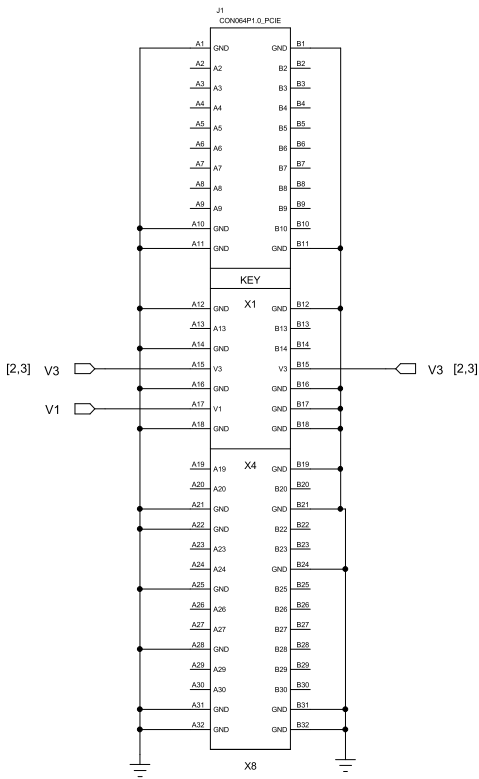 J1
CON064P1.0_PCIE
A1 GND GND B1
A2 A2 B2 B2
A3 A3 B3 B3
A4 A4 B4 B4
A5 A5 B5 B5
A6 A6 B6 B6
A7 A7 B7 B7
A8 A8 B8 B8
A9 A9 B9 B9
A10 GND B10 B10
A11 GND GND B11
KEY
X1
A12 GND GND B12
A13 A13 B13 B13
A14 GND B14 B14
[2,3] V3 A15 V3 V3 B15 V3 [2,3]
A16 GND GND B16
V1 A17 V1 GND B17
A18 GND GND B18
X4
A19 A19 GND B19
A20 A20 B20 B20
A21 GND GND B21
A22 GND B22 B22
A23 A23 B23 B23
A24 A24 GND B24
A25 GND B25 B25
A26 A26 B26 B26
A27 A27 B27 B27
A28 GND B28 B28
A29 A29 B29 B29
A30 A30 B30 B30
A31 GND GND B31
A32 GND GND B32
X8